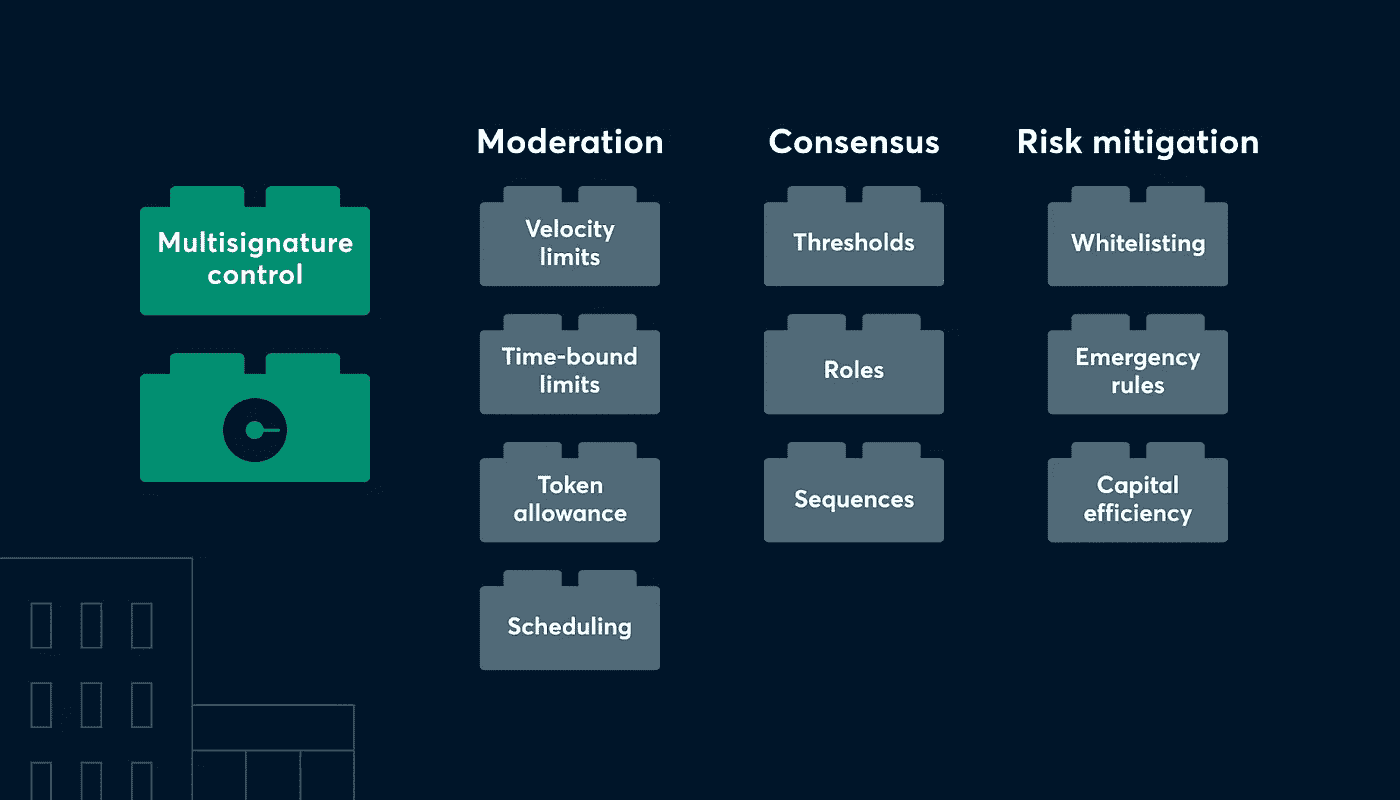 Multisignature
control
Moderation
Velocity
limits
Time-bound
limits
Token
allowance
Scheduling
Consensus
Thresholds
Roles
Sequences
Risk mitigation
Whitelisting
Emergency
rules
Capital
efficiency